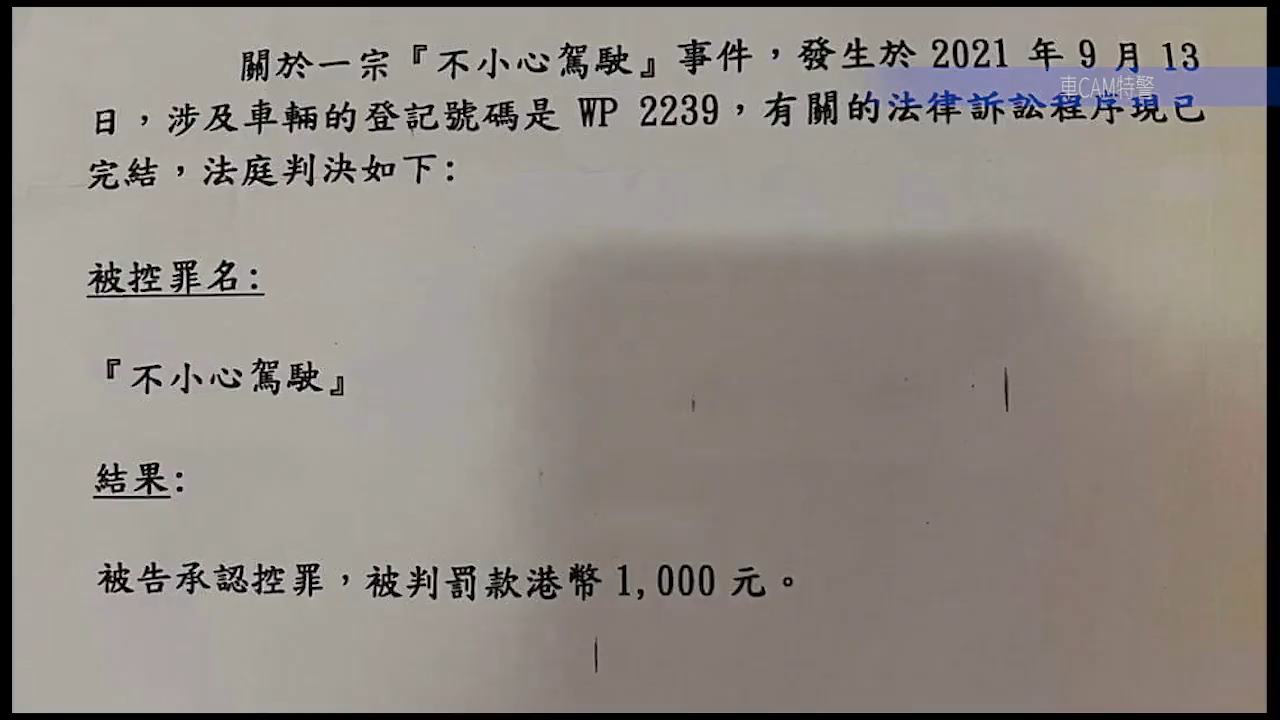 關於一宗『不小心駕駛』事件，發生於 2021 年 9 月 13
車CAM特警
日，涉及車輛的登記號碼是 WP 2239，有關的法律訴訟程序現已
完結，法庭判決如下:
被控罪名:
『不小心駕駛』
結果:
被告承認控罪，被判罰款港幣 1,000 元。